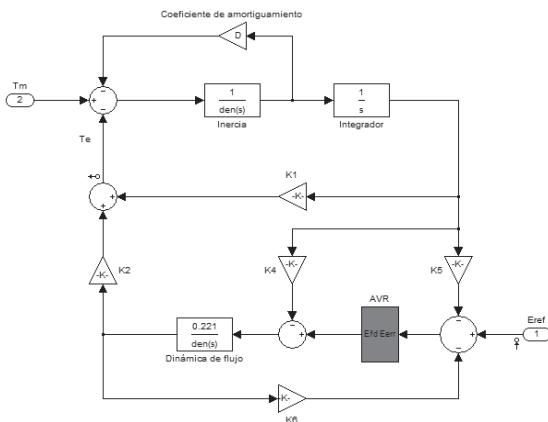 Coeficiente de amortiguamiento
D
Tm
2
1
den(s)
Inercia
1
s
Integrador
Te
K1
-K-
-K-
K2
-K-
K4
-K-
K5
AVR
Efd Eerr
Eref
1
0.221
den(s)
Dinámica de flujo
-K-
K6